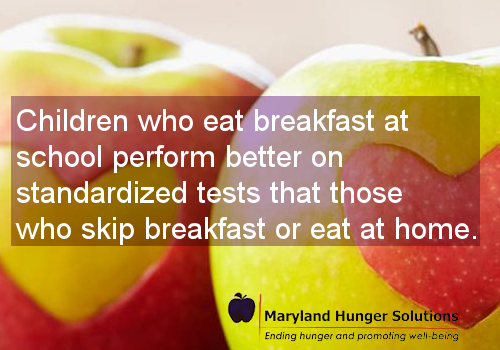 Children who eat breakfast at
school perform better on
standardized tests that those
who skip breakfast or eat at home.
Maryland Hunger Solutions
Ending hunger and promoting well-being